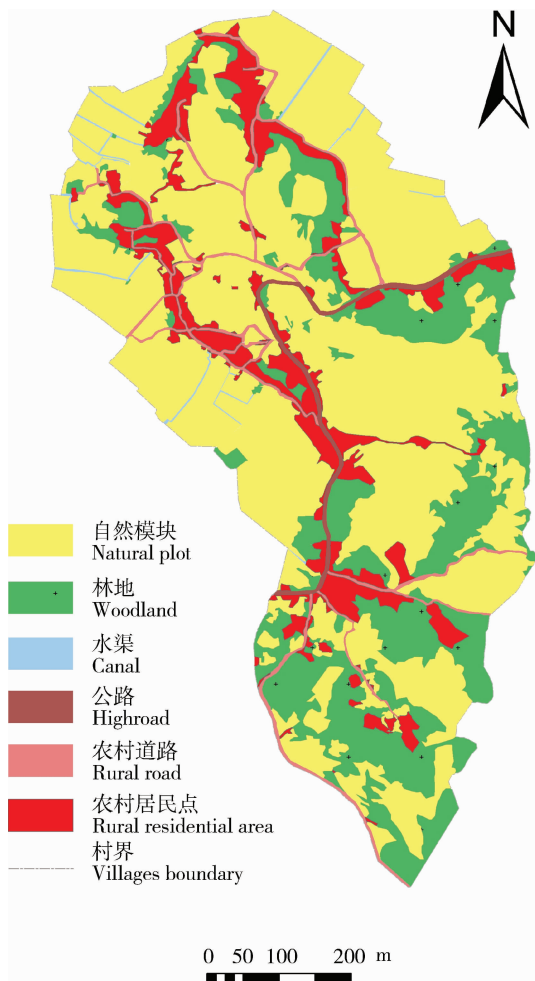 N
自然模块
Natural plot
林地
Woodland
水渠
Canal
公路
Highroad
农村道路
Rural road
农村居民点
Rural residential area
村界
Villages boundary
0 50 100 200 m